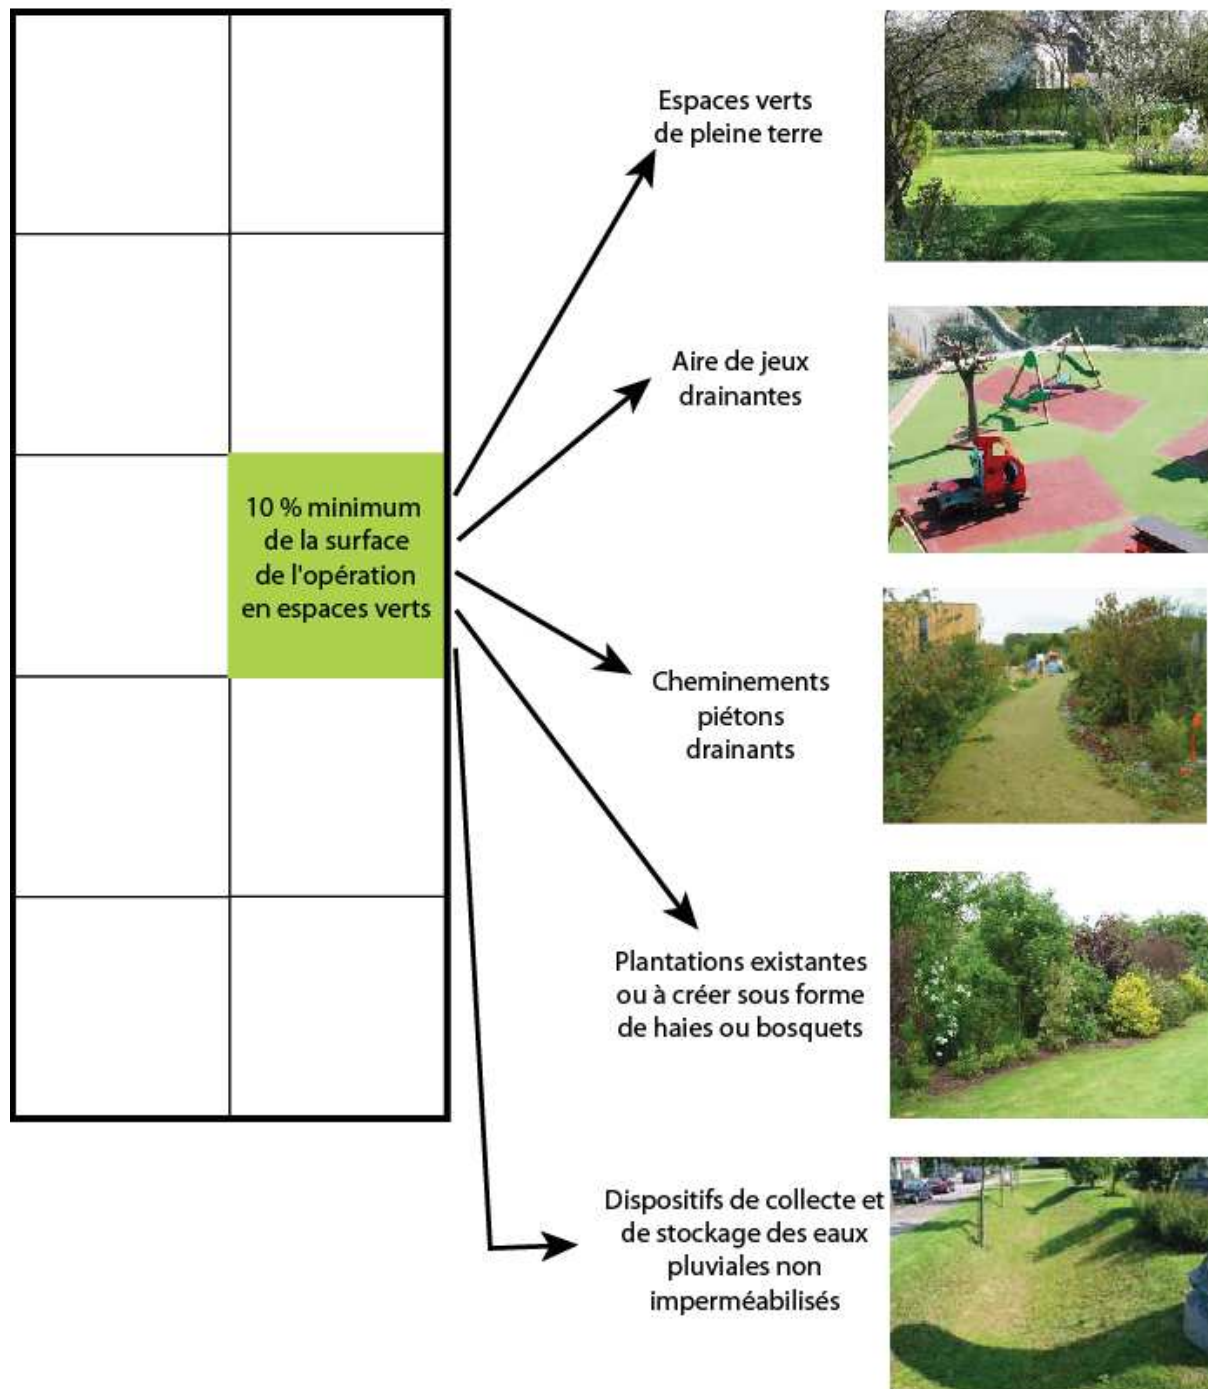 Espaces verts
de pleine terre
Aire de jeux
drainantes
10 % minimum
de la surface
de l'opération
en espaces verts
Cheminements
piétons
drainants
Plantations existantes
ou à créer sous forme
de haies ou bosquets
Dispositifs de collecte et
de stockage des eaux
pluviales non
imperméabilisés